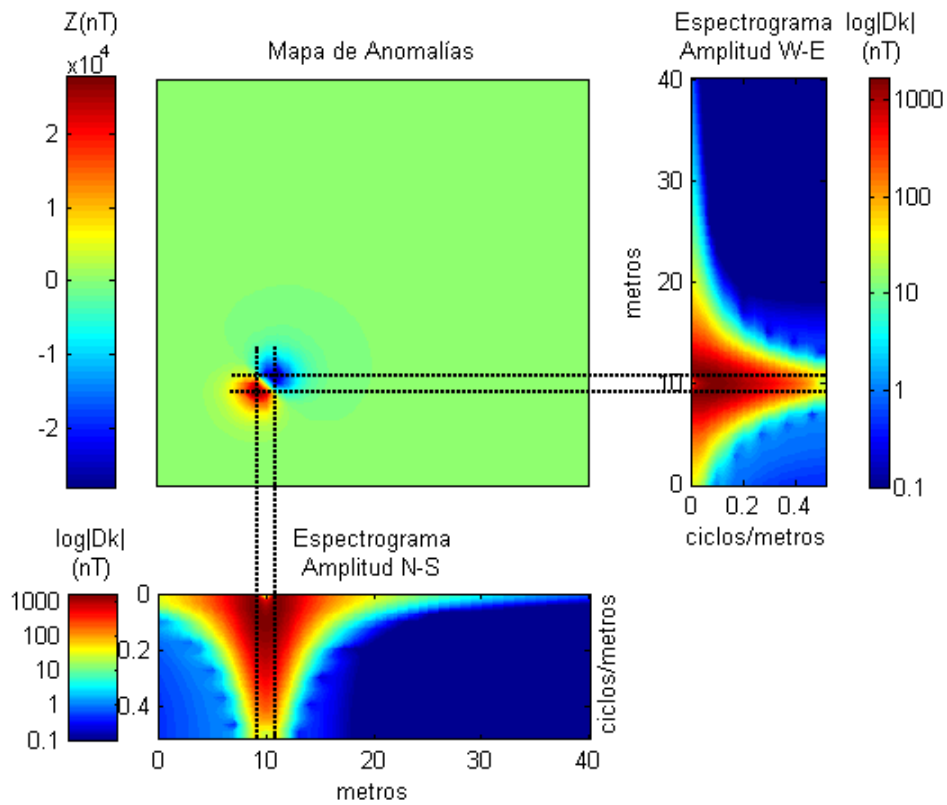 Z(nT)
x10⁴
2
1
0
-1
-2
Mapa de Anomalías
Espectrograma
Amplitud W-E
40
30
20
10
0
metros
0 0.2 0.4
ciclos/metros
log|Dk|
(nT)
1000
100
10
1
0.1
log|Dk|
(nT)
1000
100
10
1
0.1
Espectrograma
Amplitud N-S
0
0.2
0.4
0 10 20 30 40
metros
ciclos/metros